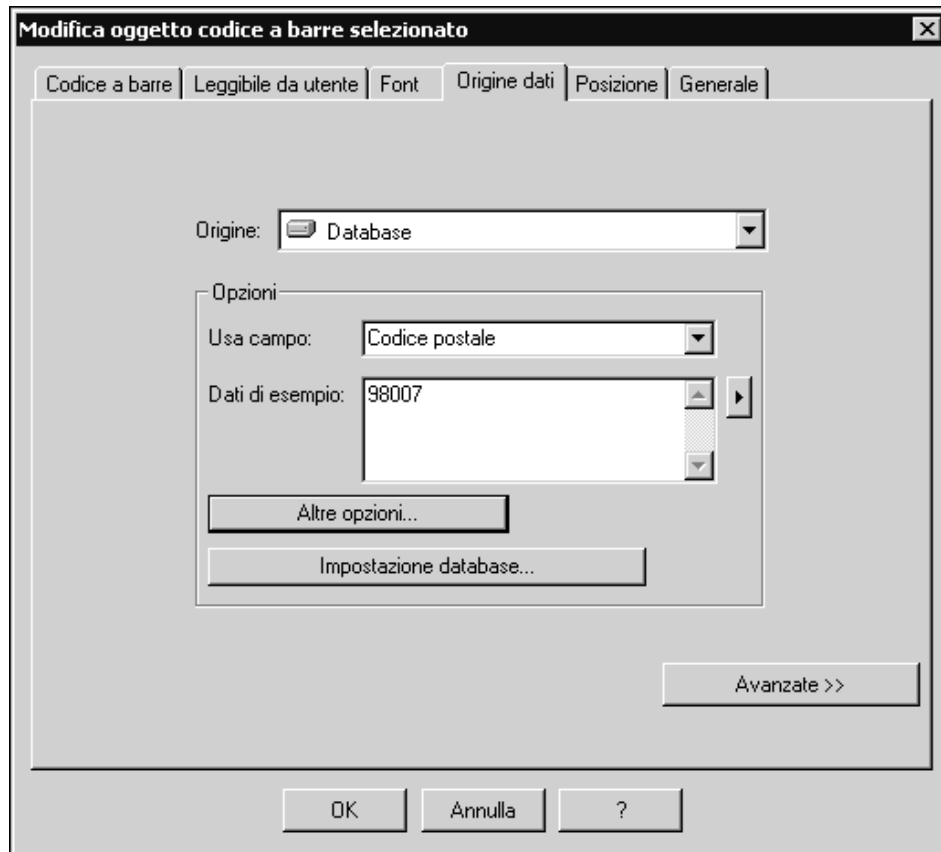 Modifica oggetto codice a barre selezionato
Codice a barre Leggibile da utente Font Origine dati Posizione Generale
Origine: Database
Opzioni
Usa campo: Codice postale
Dati di esempio: 98007
Altre opzioni...
Impostazione database...
Avanzate >>
OK Annulla ?